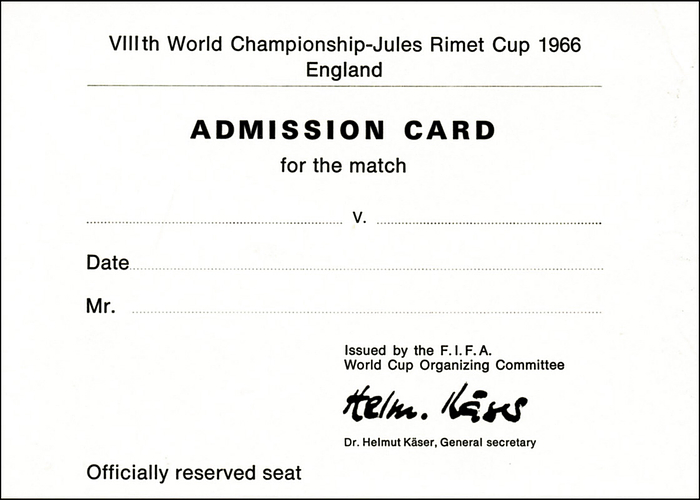 VIIIth World Championship-Jules Rimet Cup 1966
England
ADMISSION CARD
for the match
v.
Date
Mr.
Issued by the F.I.F.A.
World Cup Organizing Committee
Helm. Käser
Dr. Helmut Käser, General secretary
Officially reserved seat